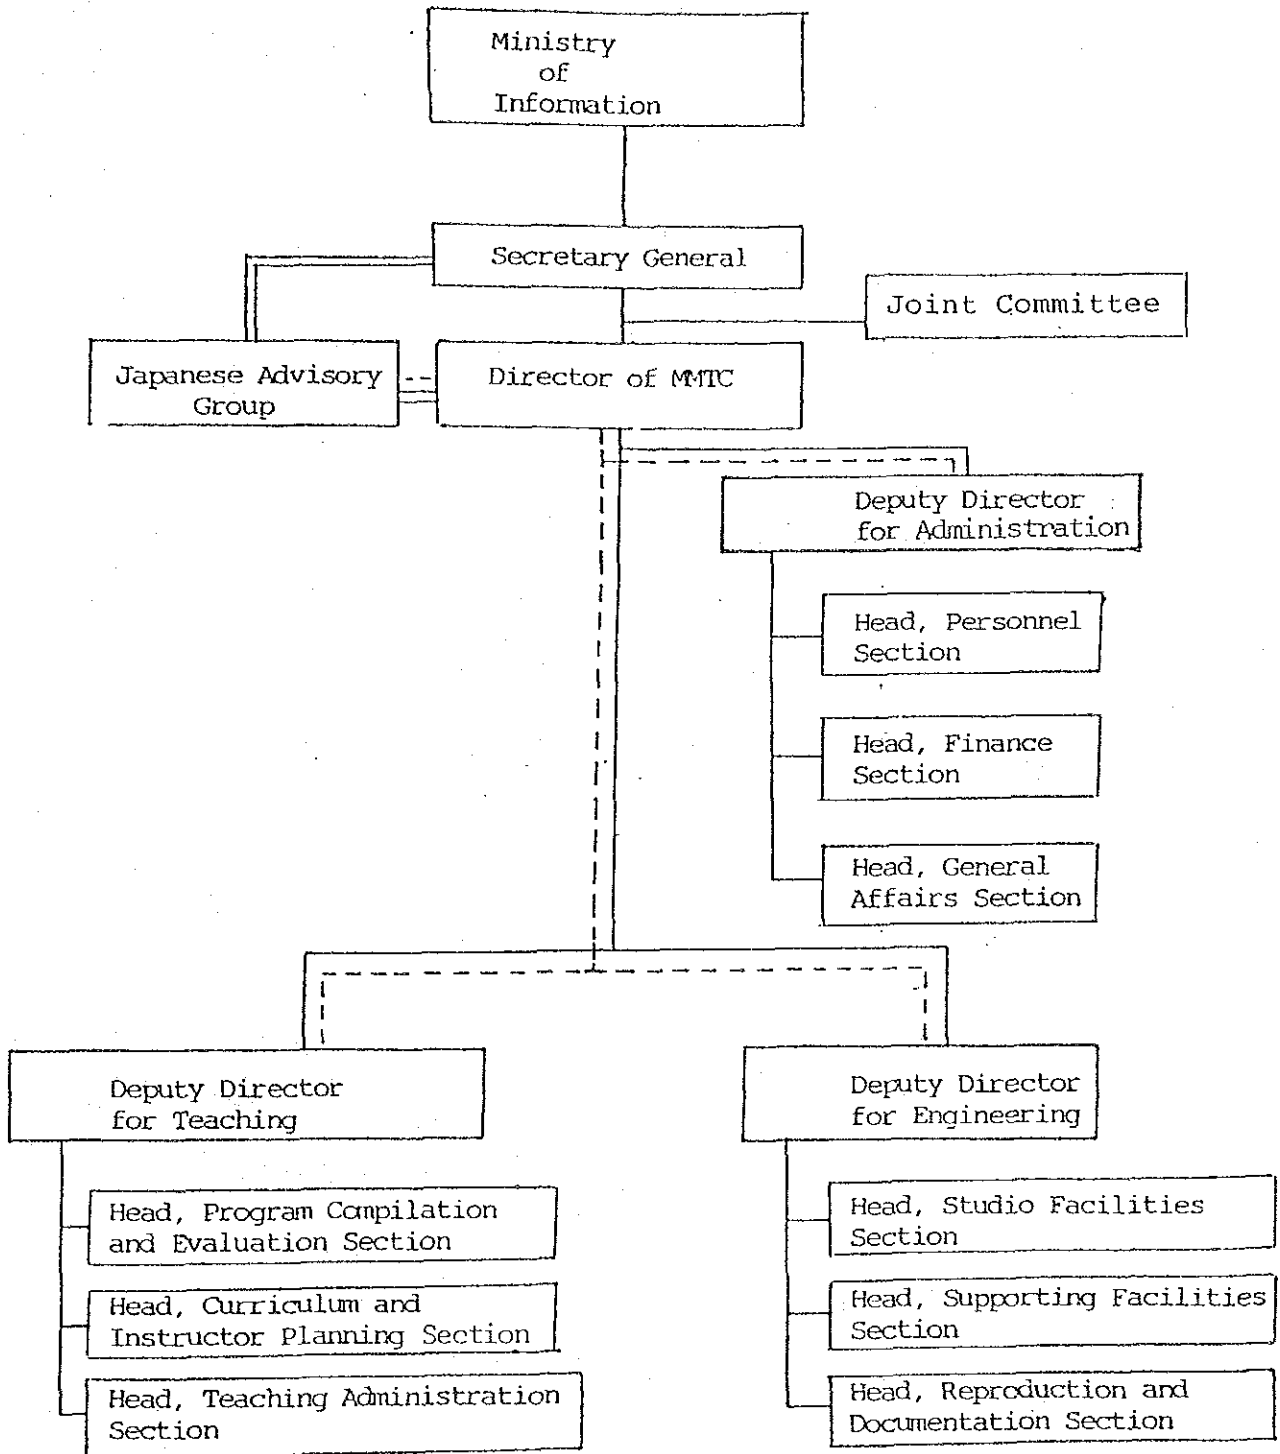 Ministry
of
Information
Secretary General
Joint Committee
Japanese Advisory
Group
Director of MMTC
Deputy Director
for Administration
Head, Personnel
Section
Head, Finance
Section
Head, General
Affairs Section
Deputy Director
for Teaching
Head, Program Compilation
and Evaluation Section
Head, Curriculum and
Instructor Planning Section
Head, Teaching Administration
Section
Deputy Director
for Engineering
Head, Studio Facilities
Section
Head, Supporting Facilities
Section
Head, Reproduction and
Documentation Section